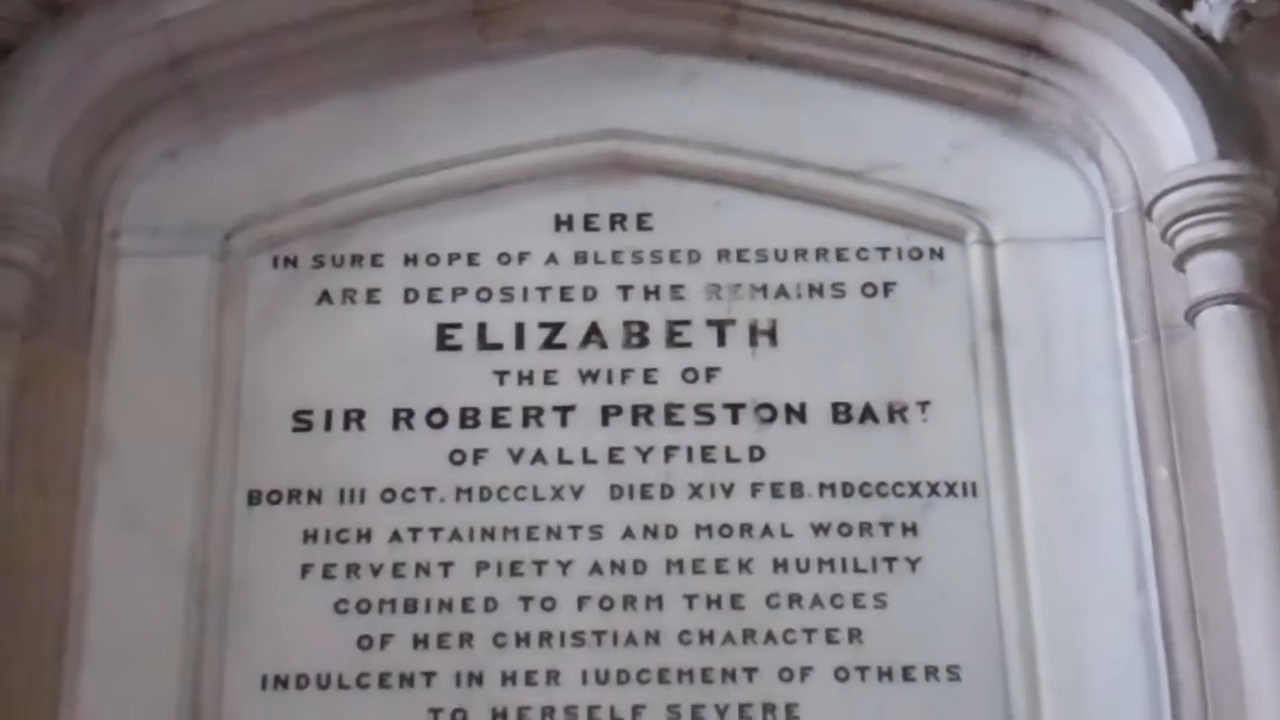 HERE
IN SURE HOPE OF A BLESSED RESURRECTION
ARE DEPOSITED THE REMAINS OF
ELIZABETH
THE WIFE OF
SIR ROBERT PRESTON BART
OF VALLEYFIELD
BORN III OCT. MDCCLXV DIED XIV FEB. MDCCCXXXII
HIGH ATTAINMENTS AND MORAL WORTH
FERVENT PIETY AND MEEK HUMILITY
COMBINED TO FORM THE GRACES
OF HER CHRISTIAN CHARACTER
INDULGENT IN HER IUDGEMENT OF OTHERS
TO HERSELF SEVERE